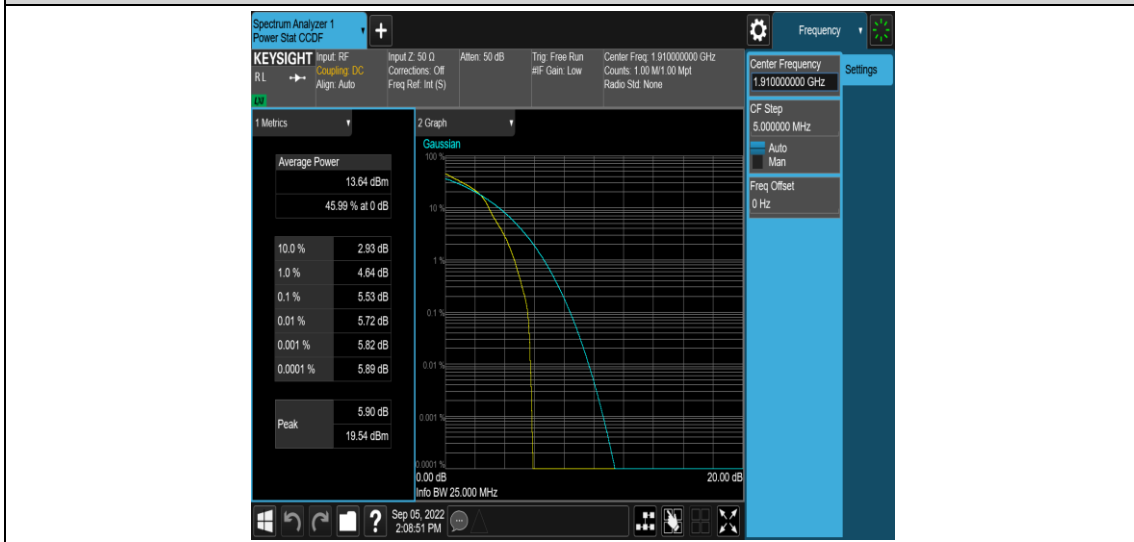 Spectrum Analyzer 1
Power Stat CCDF
+
Frequency
KEYSIGHT
RL
LXI
Input: RF
Coupling: DC
Align: Auto
Input Z: 50 Ω
Corrections: Off
Freq Ref: Int (S)
Atten: 50 dB
Trig: Free Run
#IF Gain: Low
Center Freq: 1.910000000 GHz
Counts: 1.00 M/1.00 Mpt
Radio Std: None
Center Frequency
1.910000000 GHz
Settings
CF Step
5.000000 MHz
Auto
Man
Freq Offset
0 Hz
1 Metrics
Average Power
13.64 dBm
45.99 % at 0 dB
10.0 % 2.93 dB
1.0 % 4.64 dB
0.1 % 5.53 dB
0.01 % 5.72 dB
0.001 % 5.82 dB
0.0001 % 5.89 dB
Peak
5.90 dB
19.54 dBm
2 Graph
Gaussian
100 %
10 %
1 %
0.1 %
0.01 %
0.001 %
0.0001 %
0.00 dB 20.00 dB
Info BW 25.000 MHz
?
Sep 05, 2022
2:08:51 PM